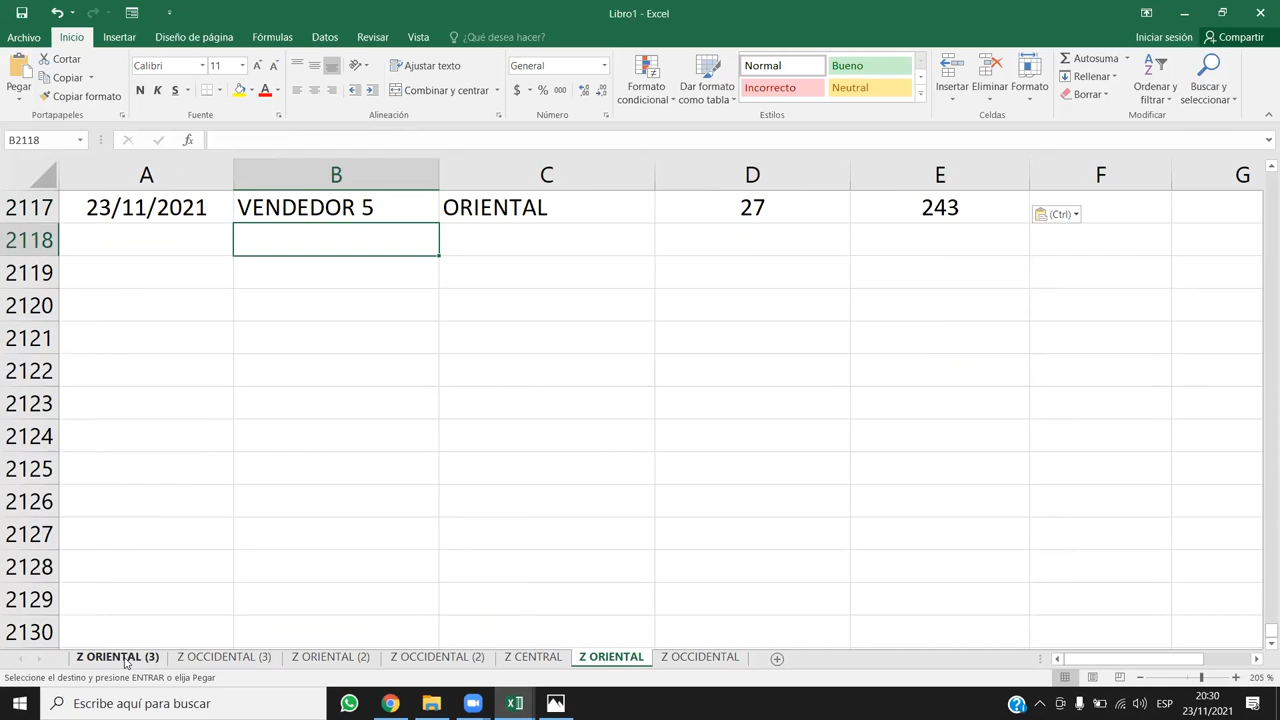 Libro1 - Excel
Archivo Inicio Insertar Diseño de página Fórmulas Datos Revisar Vista ¿Qué desea hacer? Iniciar sesión Compartir
Pegar
Cortar
Copiar
Copiar formato
Portapapeles
Calibri 11
N K S
Fuente
Ajustar texto
Combinar y centrar
Alineación
General
$ % 000
Número
Formato condicional
Dar formato como tabla
Normal Bueno
Incorrecto Neutral
Estilos
Insertar Eliminar Formato
Celdas
Autosuma
Rellenar
Borrar
Ordenar y filtrar
Buscar y seleccionar
Modificar
B2118 fx
A B C D E F G
2117 23/11/2021 VENDEDOR 5 ORIENTAL 27 243 (Ctrl)
2118
2119
2120
2121
2122
2123
2124
2125
2126
2127
2128
2129
2130
Z ORIENTAL (3) Z OCCIDENTAL (3) Z ORIENTAL (2) Z OCCIDENTAL (2) Z CENTRAL Z ORIENTAL Z OCCIDENTAL
Seleccione el destino y presione ENTRAR o elija Pegar 205 %
Escribe aquí para buscar ESP 20:30
23/11/2021